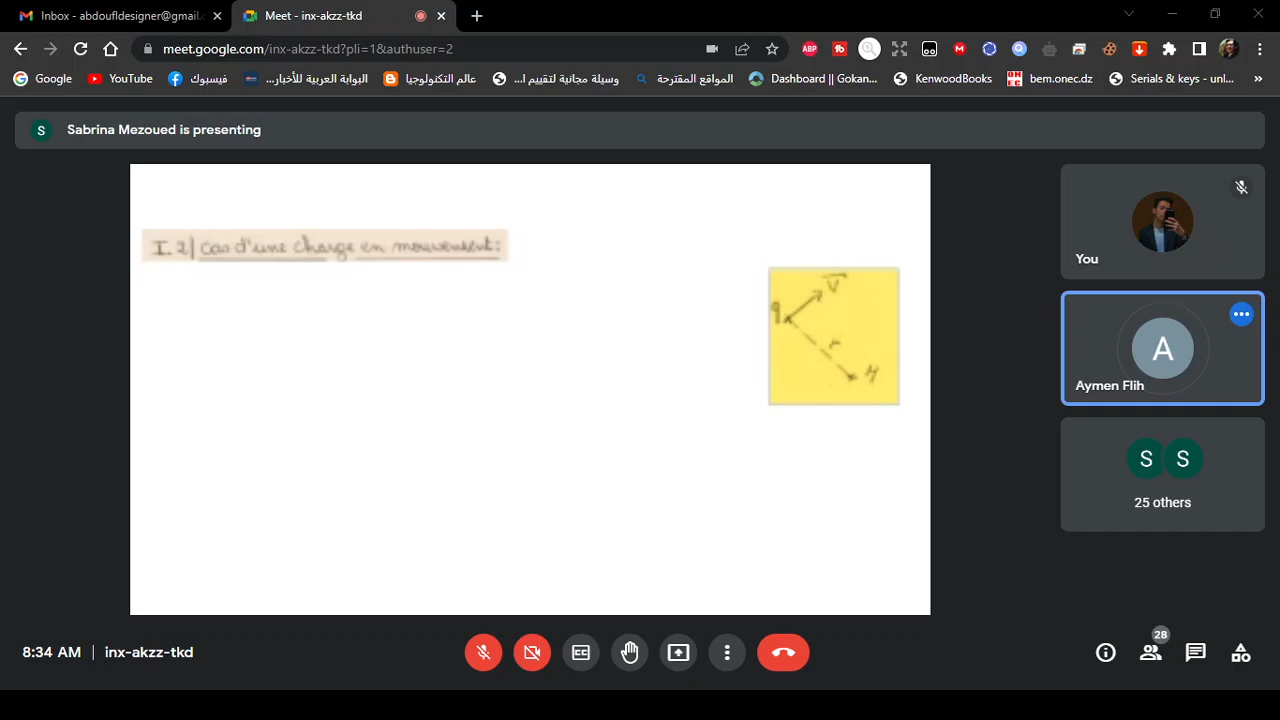 Inbox - abdoufldesigner@gmail.c
Meet - inx-akzz-tkd
meet.google.com/inx-akzz-tkd?pli=1&authuser=2
ABP
Google
YouTube
فيسبوك
البوابة العربية للأخبار...
عالم التكنولوجيا
وسيلة مجانية لتقييم ا...
المواقع المقترحة
Dashboard || Gokan...
KenwoodBooks
bem.onec.dz
Serials & keys - unl...
S
Sabrina Mezoued is presenting
I. 2| Cas d'une charge en mouvement:
V
q
r
M
You
A
Aymen Flih
S S
25 others
8:34 AM | inx-akzz-tkd
28